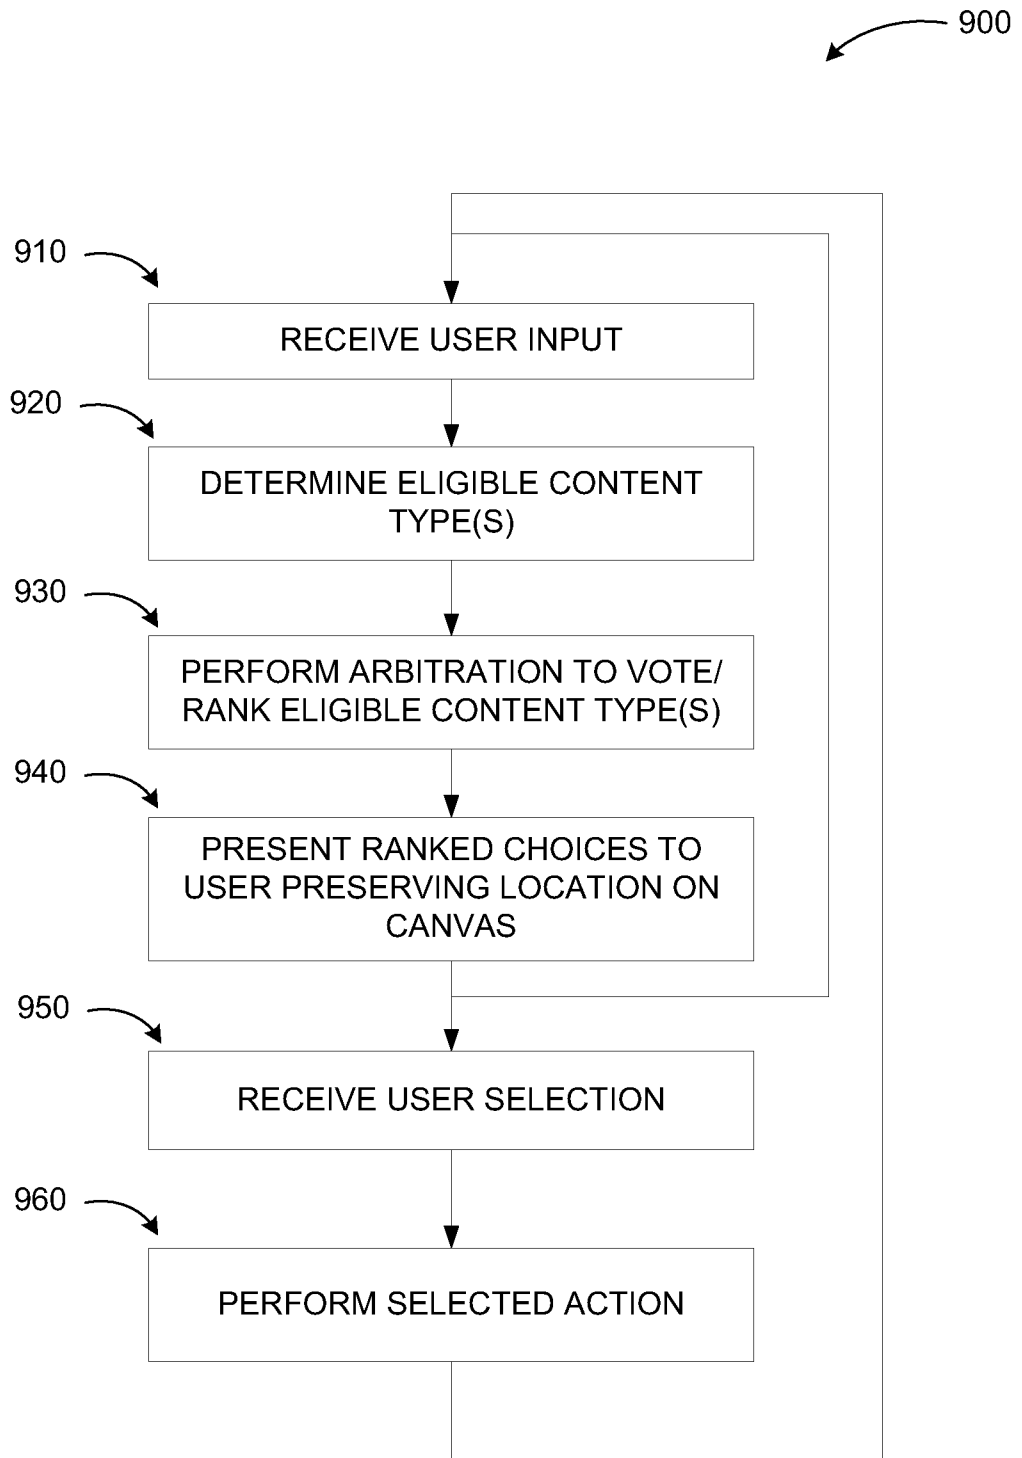 900
910
RECEIVE USER INPUT
920
DETERMINE ELIGIBLE CONTENT
TYPE(S)
930
PERFORM ARBITRATION TO VOTE/
RANK ELIGIBLE CONTENT TYPE(S)
940
PRESENT RANKED CHOICES TO
USER PRESERVING LOCATION ON
CANVAS
950
RECEIVE USER SELECTION
960
PERFORM SELECTED ACTION